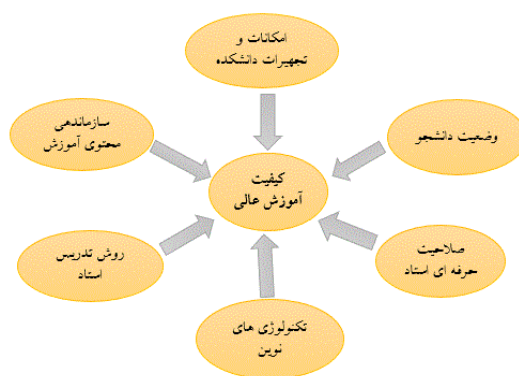 امکانات و
تجهیرات دانشکده
وضعیت دانشجو
سازماندهی
محتوی آموزش
کیفیت
آموزش عالی
صلاحیت
حرفه ای استاد
روش تدریس
استاد
تکنولوژی های
نوین